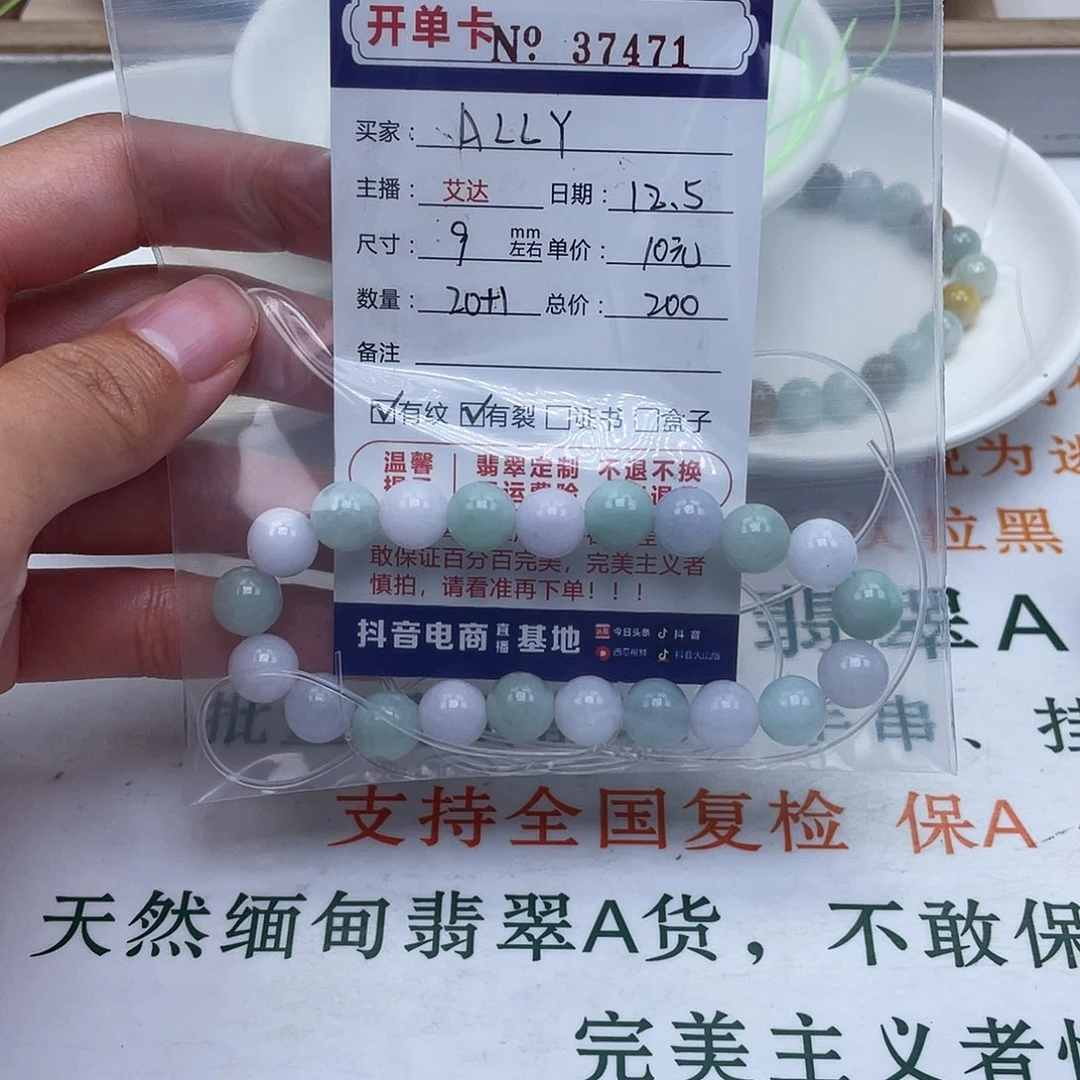 开单卡 Nº 37471
买家：ALLY
主播：艾达 日期：12.5
尺寸：9 mm 左右 单价：10元
数量：20+1 总价：200
备注
☑有纹 ☑有裂 ☐证书 ☐盒子
温馨 翡翠定制 不退不换
敢保证百分百完美，完美主义者
慎拍，请看准再下单！！！
抖音电商 直播 基地
今日头条 抖音
西瓜视频 抖音火山版
为
拉黑
翡翠A
串、挂
支持全国复检 保A
天然缅甸翡翠A货，不敢保
完美主义者